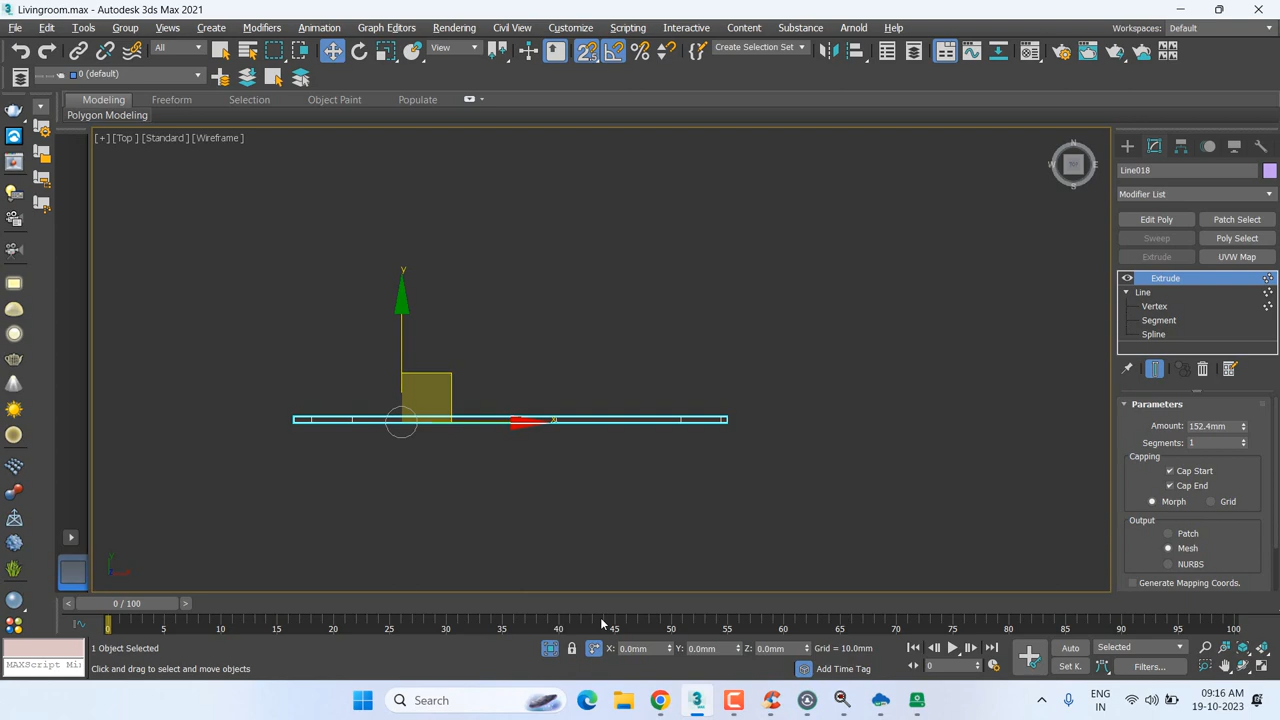 Livingroom.max - Autodesk 3ds Max 2021
File Edit Tools Group Views Create Modifiers Animation Graph Editors Rendering Civil View Customize Scripting Interactive Content Substance Arnold Help Workspaces: Default
All View Create Selection Set
0 (default)
Modeling Freeform Selection Object Paint Populate
Polygon Modeling
[+] [Top ] [Standard ] [Wireframe ]
N
W E
S
y
x
Line018
Modifier List
Edit Poly Patch Select
Sweep Poly Select
Extrude UVW Map
Extrude
Line
Vertex
Segment
Spline
Parameters
Amount: 152.4mm
Segments: 1
Capping
Cap Start
Cap End
Morph Grid
Output
Patch
Mesh
NURBS
Generate Mapping Coords.
< 0 / 100 >
0 5 10 15 20 25 30 35 40 45 50 55 60 65 70 75 80 85 90 95 100
1 Object Selected X: 0.0mm Y: 0.0mm Z: 0.0mm Grid = 10.0mm Auto Selected
MAXScript Mi Click and drag to select and move objects Add Time Tag 0 Set K. Filters...
Search ENG IN 09:16 AM 19-10-2023